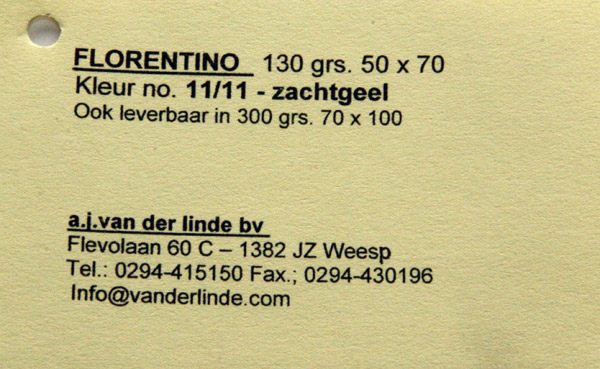 FLORENTINO 130 grs. 50 x 70
Kleur no. 11/11 - zachtgeel
Ook leverbaar in 300 grs. 70 x 100
a.j.van der linde bv
Flevolaan 60 C – 1382 JZ Weesp
Tel.: 0294-415150 Fax.; 0294-430196
Info@vanderlinde.com